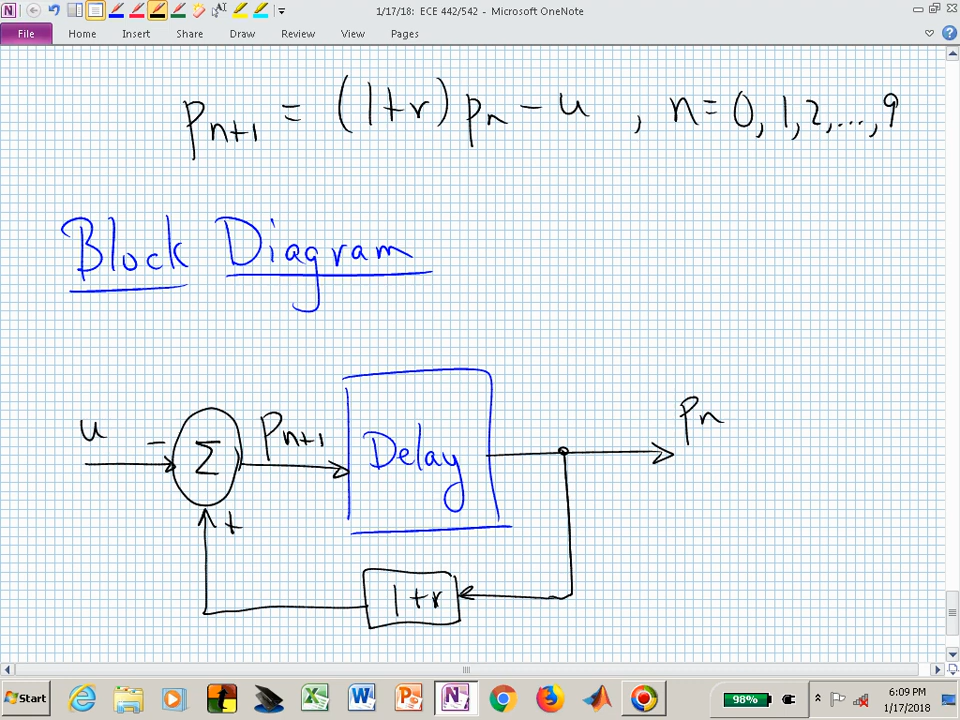 1/17/18: ECE 442/542 - Microsoft OneNote
File Home Insert Share Draw Review View Pages
pn+1 = (1+r) pn - u , n = 0, 1, 2, ..., 9
Block Diagram
u - Σ pn+1 Delay pn
+
1+r
Start 98% 6:09 PM
1/17/2018